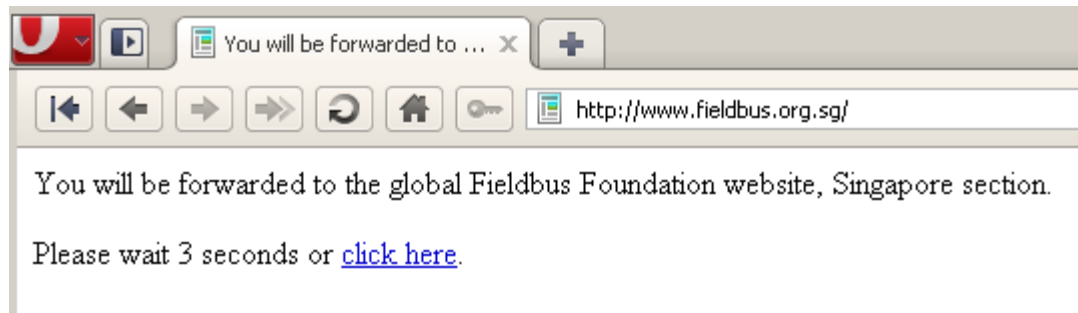 You will be forwarded to ...
http://www.fieldbus.org.sg/
You will be forwarded to the global Fieldbus Foundation website, Singapore section.
Please wait 3 seconds or click here.